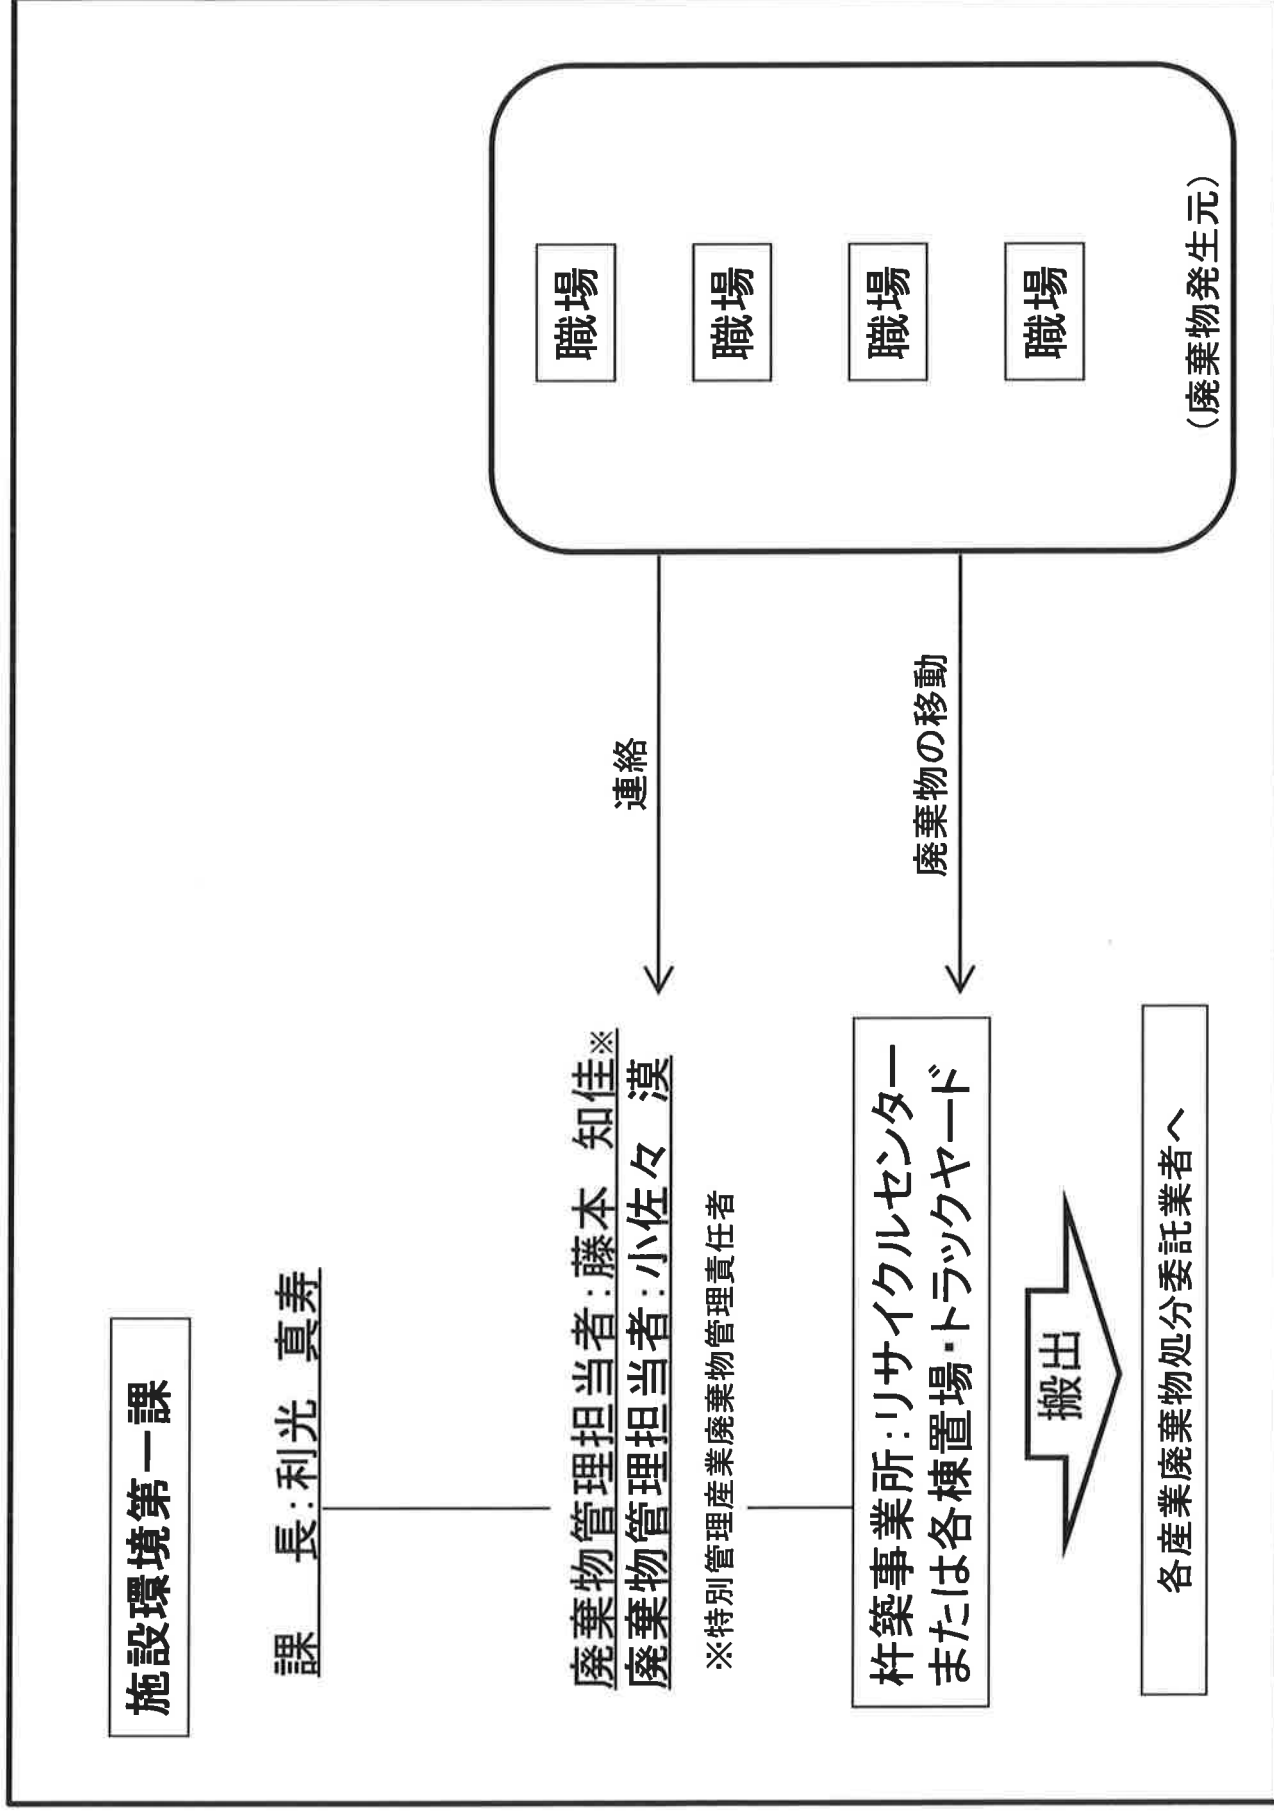 施設環境第一課
課　長：利光　真寿
廃棄物管理担当者：藤本　知佳※
廃棄物管理担当者：小佐々　漠
※特別管理産業廃棄物管理責任者
杵築事業所：リサイクルセンター
または各棟置場・トラックヤード
搬出
各産業廃棄物処分委託業者へ
連絡
廃棄物の移動
職場
職場
職場
職場
（廃棄物発生元）